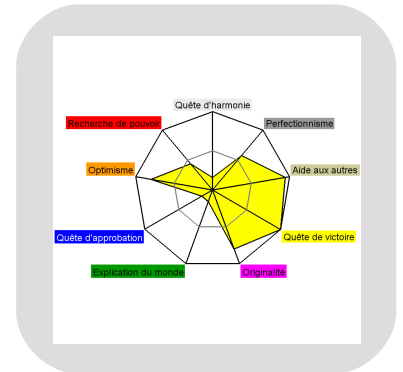 Quête d'harmonie
Recherche de pouvoir
Perfectionnisme
Optimisme
Aide aux autres
Quête d'approbation
Quête de victoire
Explication du monde
Originalité